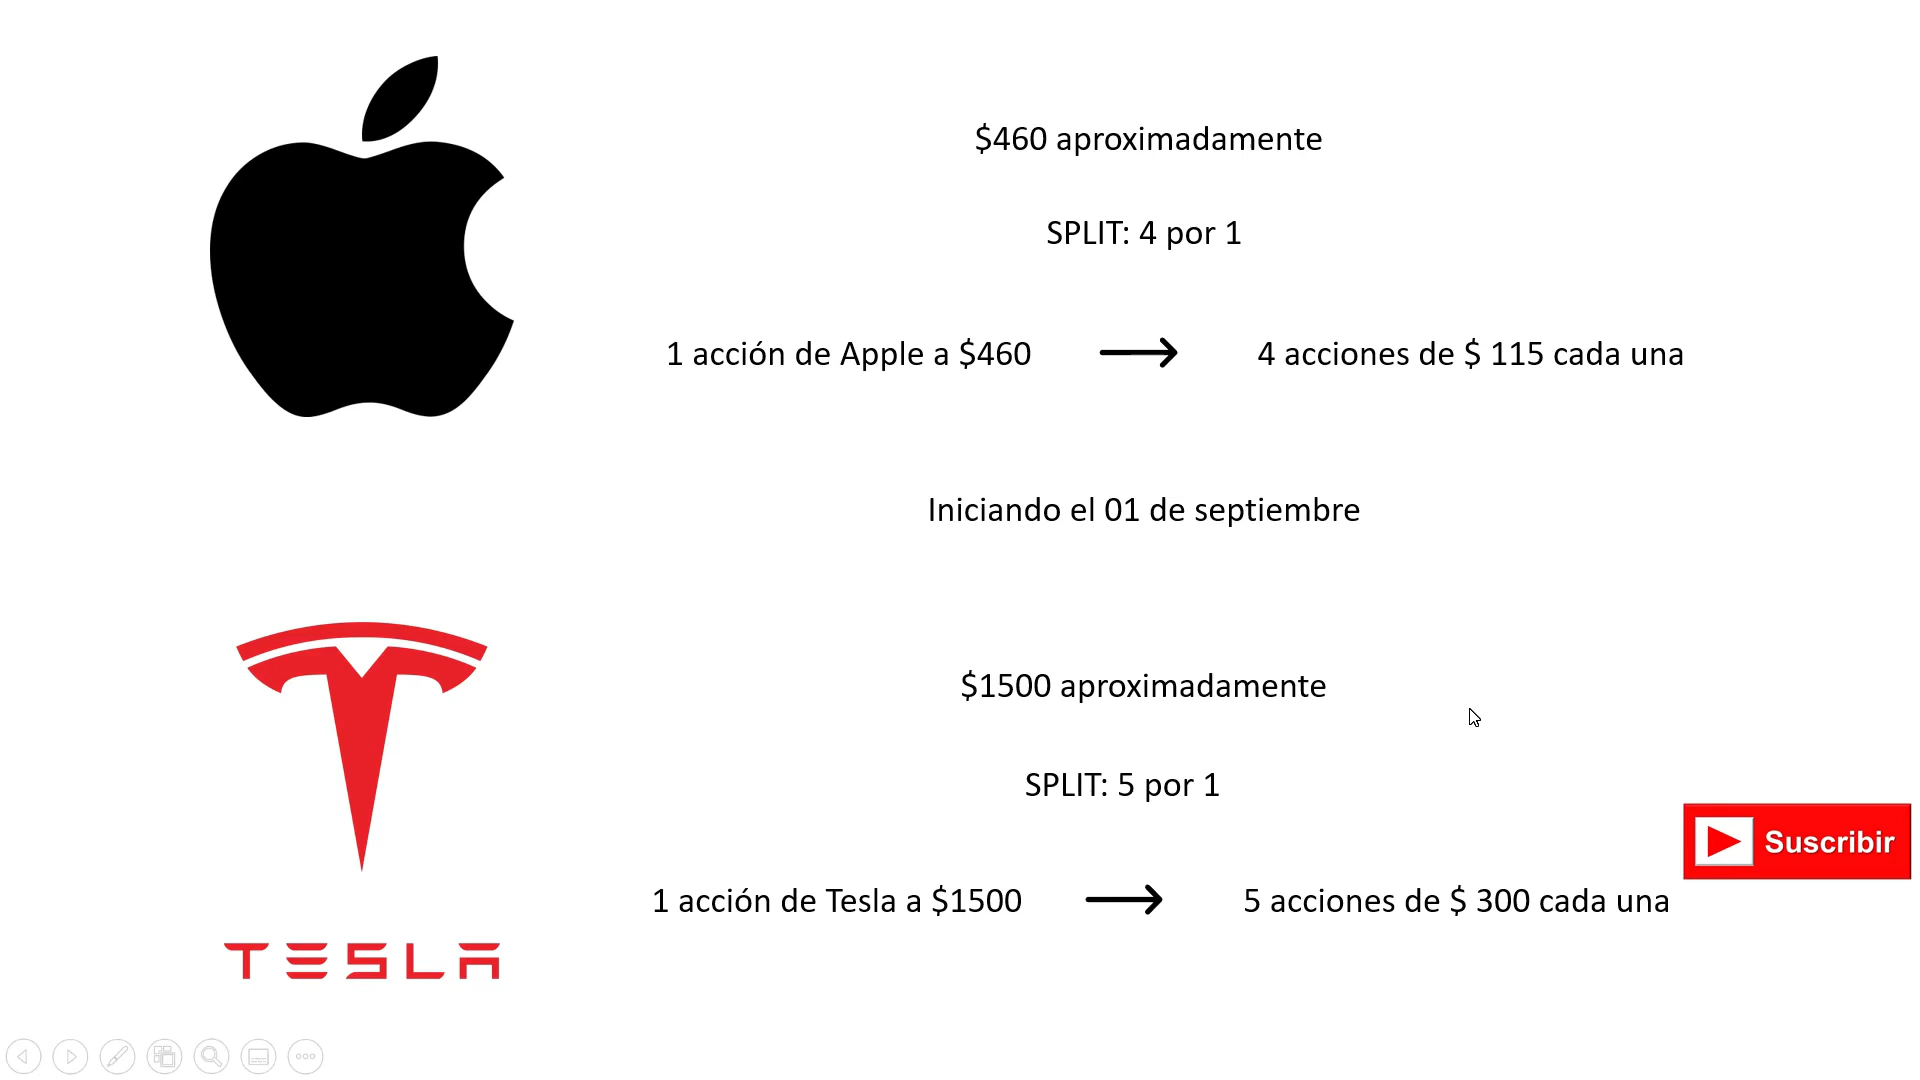 $460 aproximadamente
SPLIT: 4 por 1
1 acción de Apple a $460
4 acciones de $ 115 cada una
Iniciando el 01 de septiembre
$1500 aproximadamente
SPLIT: 5 por 1
Suscribir
1 acción de Tesla a $1500
5 acciones de $ 300 cada una
TESLA